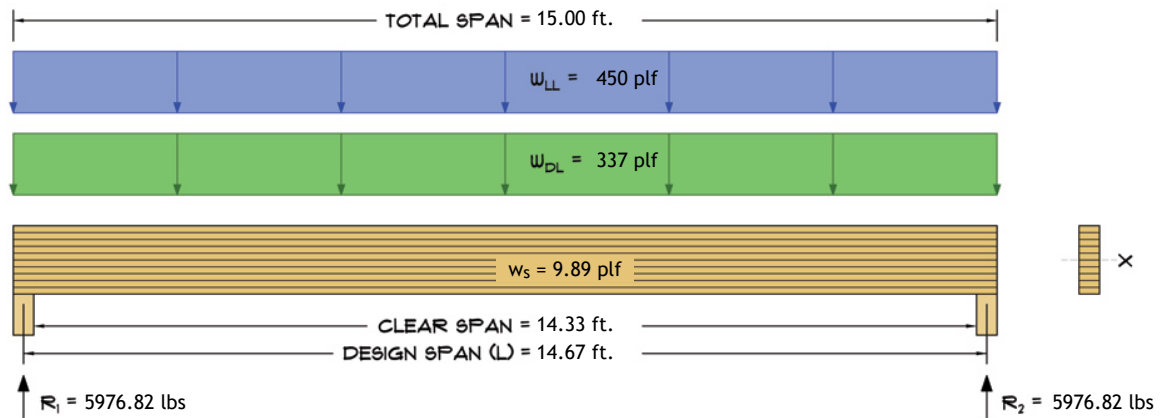 TOTAL SPAN = 15.00 ft.
WLL = 450 plf
WDL = 337 plf
ws = 9.89 plf
X
CLEAR SPAN = 14.33 ft.
DESIGN SPAN (L) = 14.67 ft.
R1 = 5976.82 lbs
R2 = 5976.82 lbs